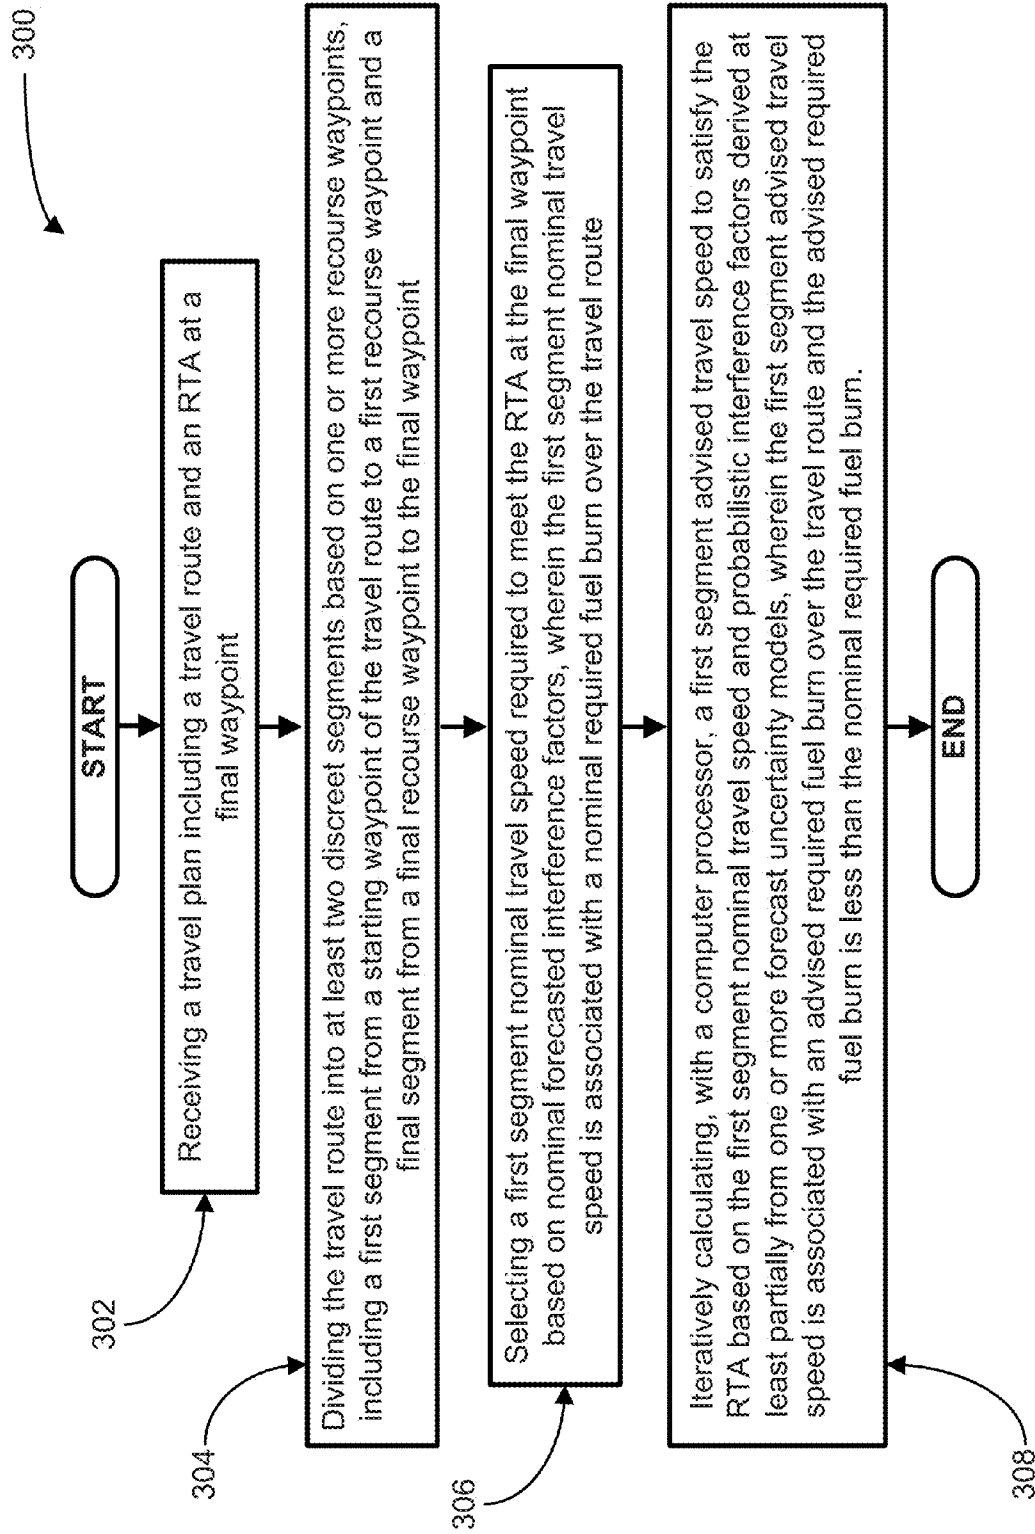 300
START
302
Receiving a travel plan including a travel route and an RTA at a
final waypoint
304
Dividing the travel route into at least two discreet segments based on one or more recourse waypoints,
including a first segment from a starting waypoint of the travel route to a first recourse waypoint and a
final segment from a final recourse waypoint to the final waypoint
306
Selecting a first segment nominal travel speed required to meet the RTA at the final waypoint
based on nominal forecasted interference factors, wherein the first segment nominal travel
speed is associated with a nominal required fuel burn over the travel route
308
Iteratively calculating, with a computer processor, a first segment advised travel speed to satisfy the
RTA based on the first segment nominal travel speed and probabilistic interference factors derived at
least partially from one or more forecast uncertainty models, wherein the first segment advised travel
speed is associated with an advised required fuel burn over the travel route and the advised required
fuel burn is less than the nominal required fuel burn.
END